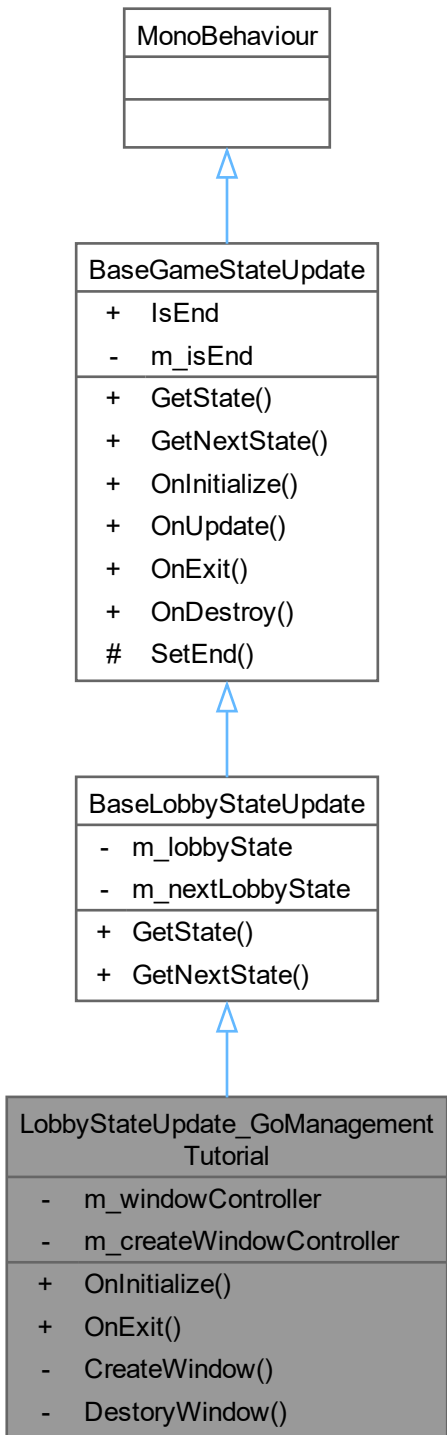 MonoBehaviour
BaseGameStateUpdate
+ IsEnd
- m_isEnd
+ GetState()
+ GetNextState()
+ OnInitialize()
+ OnUpdate()
+ OnExit()
+ OnDestroy()
# SetEnd()
BaseLobbyStateUpdate
- m_lobbyState
- m_nextLobbyState
+ GetState()
+ GetNextState()
LobbyStateUpdate_GoManagement
Tutorial
- m_windowController
- m_createWindowController
+ OnInitialize()
+ OnExit()
- CreateWindow()
- DestoryWindow()